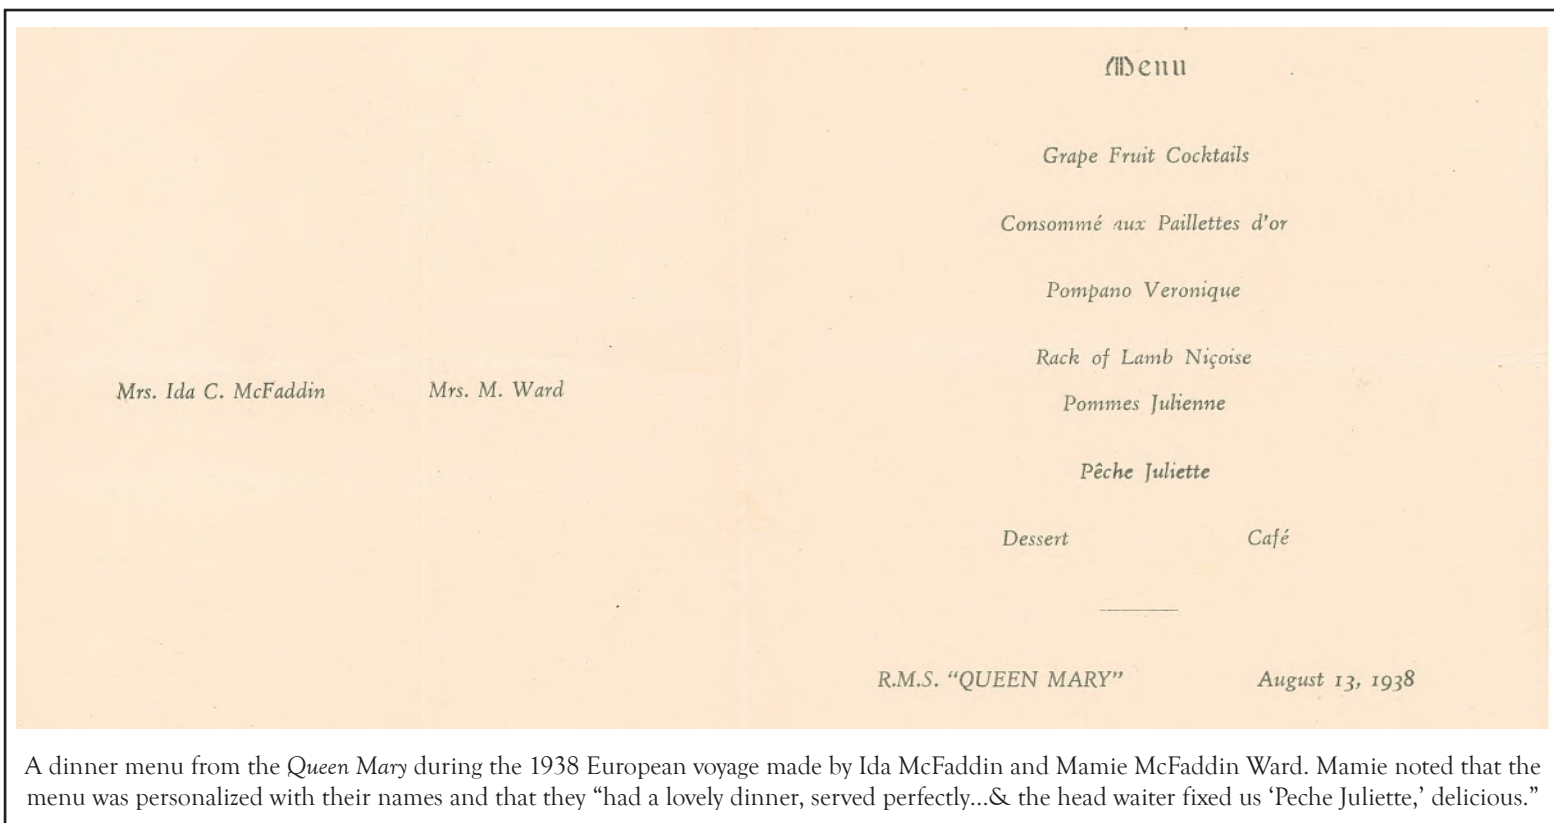 Mrs. Ida C. McFaddin Mrs. M. Ward
Menu
Grape Fruit Cocktails
Consommé aux Paillettes d'or
Pompano Veronique
Rack of Lamb Niçoise
Pommes Julienne
Pêche Juliette
Dessert Café
R.M.S. “QUEEN MARY” August 13, 1938
A dinner menu from the Queen Mary during the 1938 European voyage made by Ida McFaddin and Mamie McFaddin Ward. Mamie noted that the
menu was personalized with their names and that they “had a lovely dinner, served perfectly...& the head waiter fixed us ‘Peche Juliette,’ delicious.”